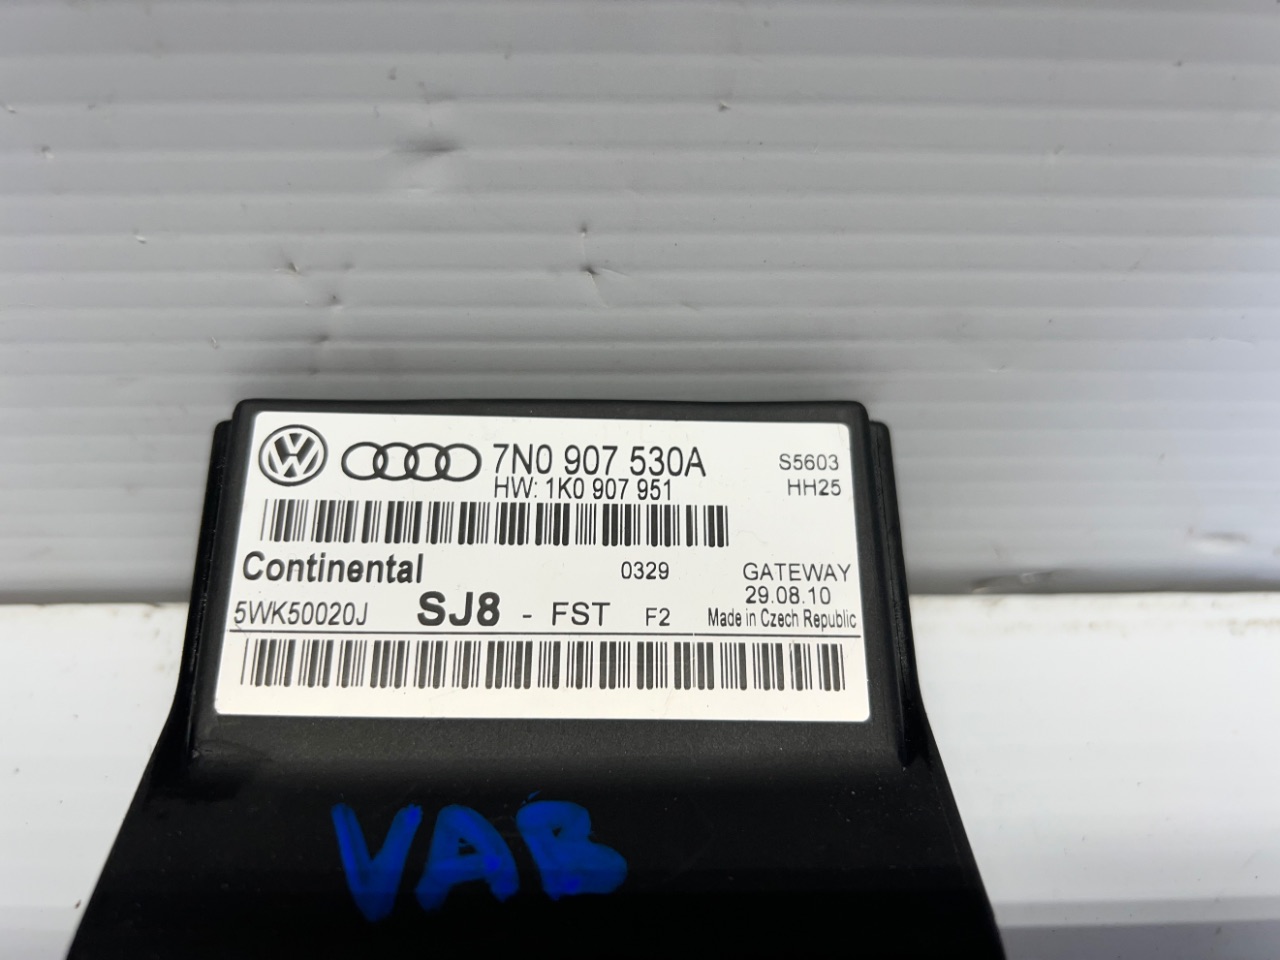 7N0 907 530A S5603
HW: 1K0 907 951 HH25
Continental 0329 GATEWAY
29.08.10
5WK50020J SJ8 - FST F2 Made in Czech Republic
VAB